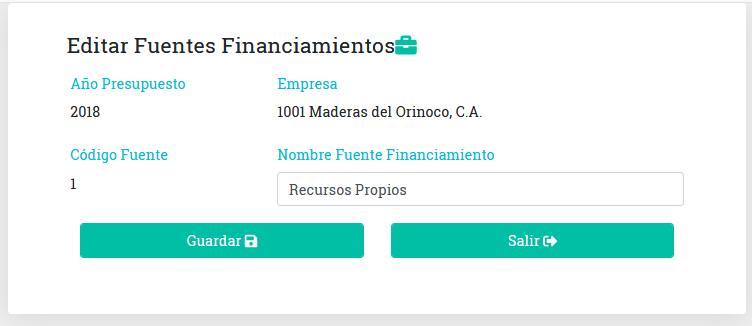 Editar Fuentes Financiamientos
Año Presupuesto Empresa
2018 1001 Maderas del Orinoco, C.A.
Código Fuente Nombre Fuente Financiamiento
1 Recursos Propios
Guardar Salir